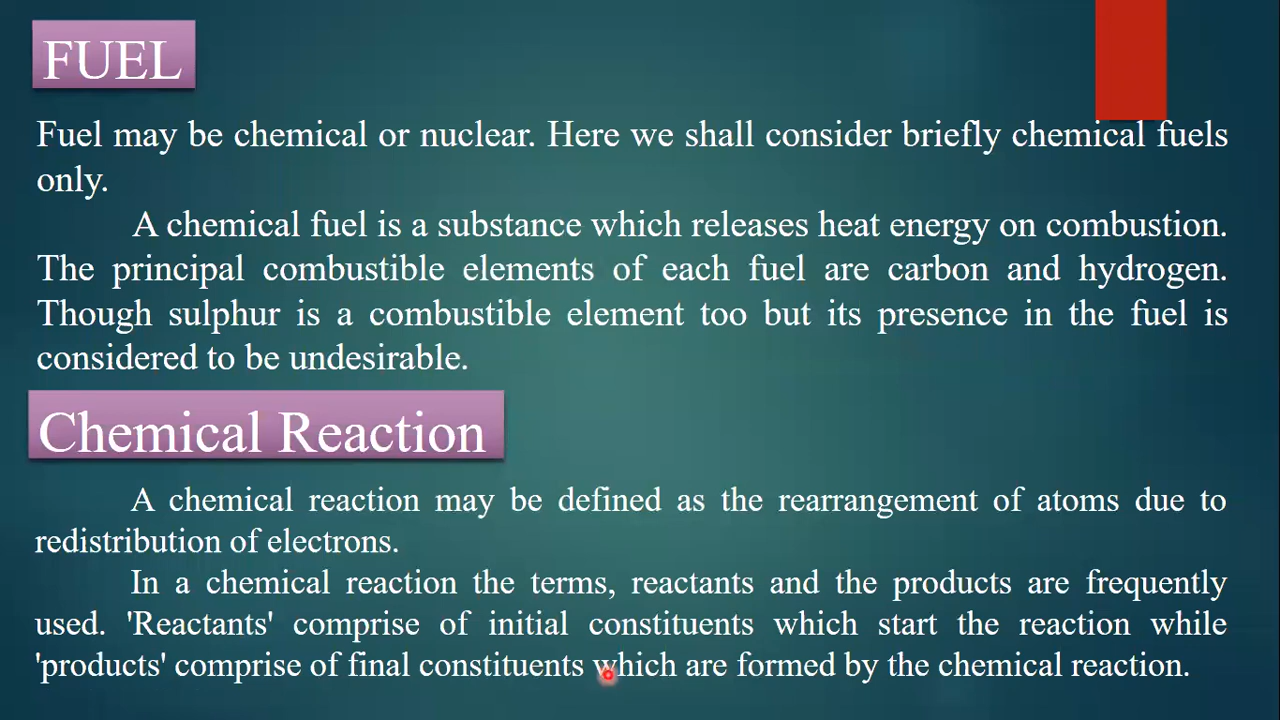 FUEL
Fuel may be chemical or nuclear. Here we shall consider briefly chemical fuels
only.
A chemical fuel is a substance which releases heat energy on combustion.
The principal combustible elements of each fuel are carbon and hydrogen.
Though sulphur is a combustible element too but its presence in the fuel is
considered to be undesirable.
Chemical Reaction
A chemical reaction may be defined as the rearrangement of atoms due to
redistribution of electrons.
In a chemical reaction the terms, reactants and the products are frequently
used. 'Reactants' comprise of initial constituents which start the reaction while
'products' comprise of final constituents which are formed by the chemical reaction.